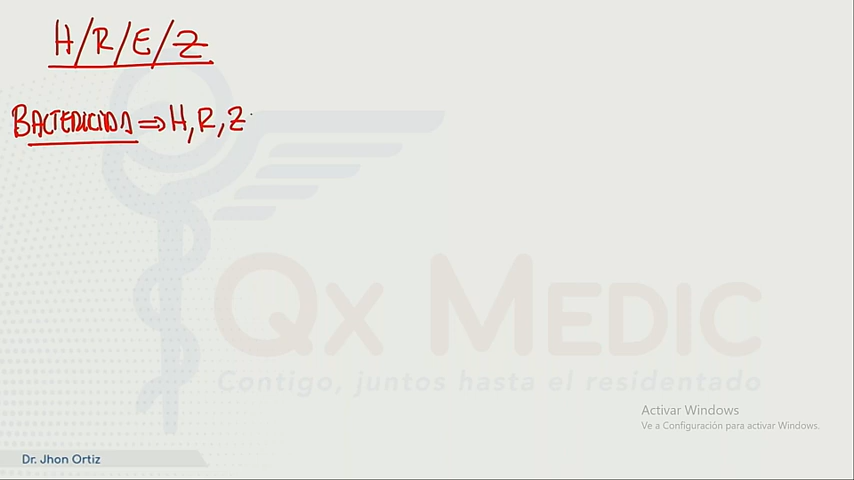 H/R/E/Z
BACTERICIDA ⇒ H, R, Z
Qx MEDIC
Contigo, juntos hasta el residentado
Activar Windows
Ve a Configuración para activar Windows.
Dr. Jhon Ortiz